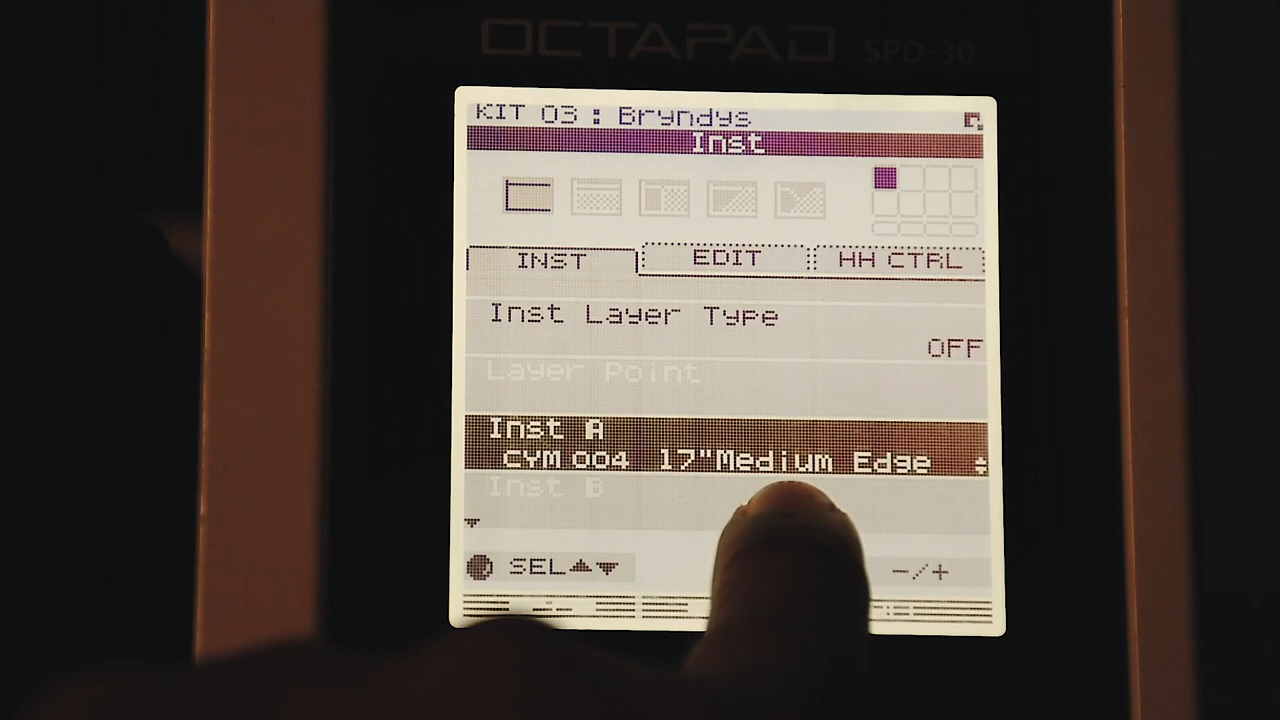 OCTAPAD SPD-30
KIT 03 : Bryndys
Inst
INST EDIT HH CTRL
Inst Layer Type
OFF
Layer Point
Inst A
CYM 004 17"Medium Edge
Inst B
SEL -/+